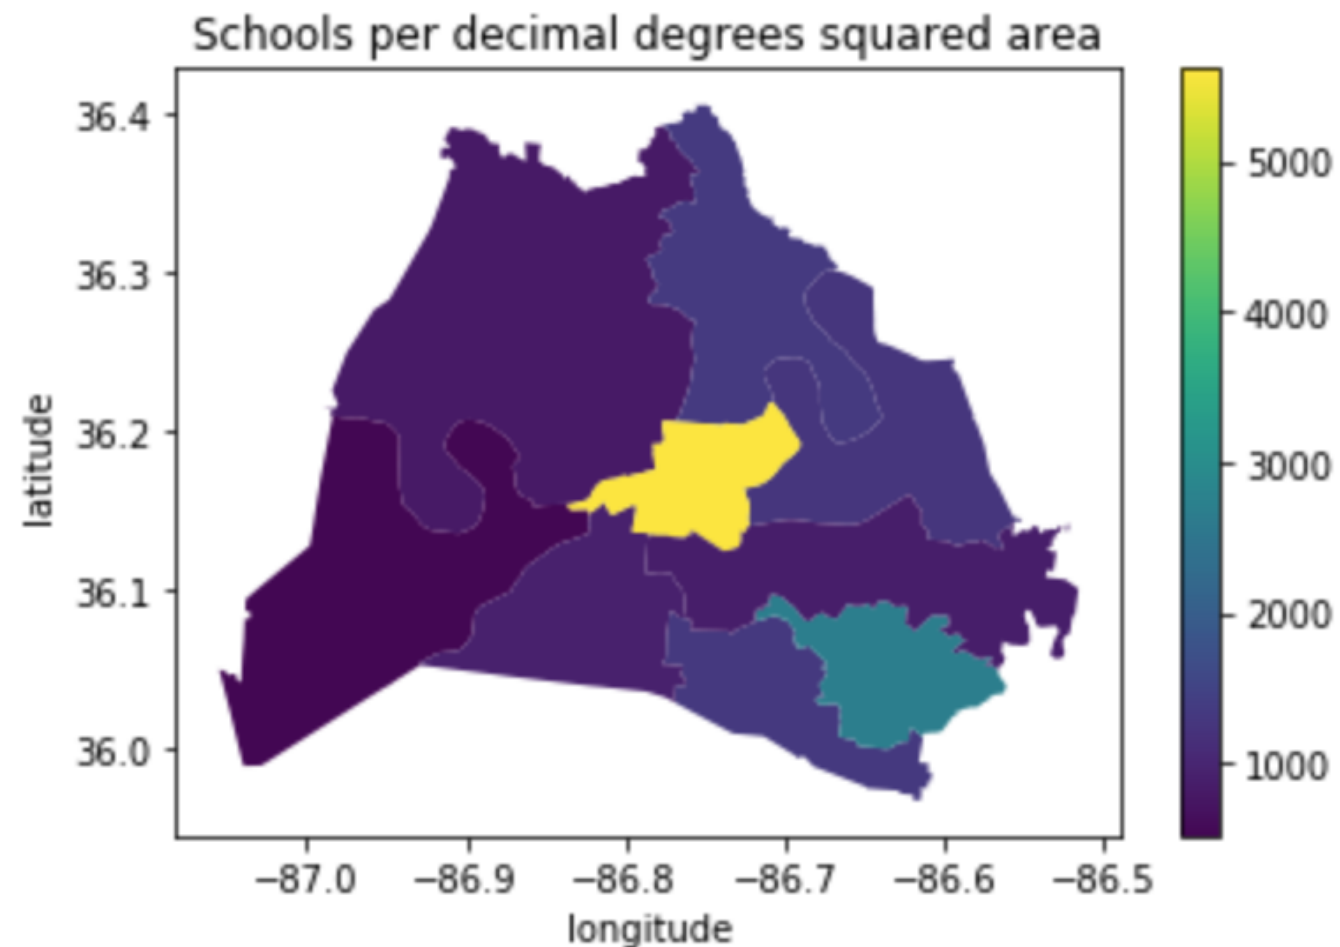 Schools per decimal degrees squared area
36.4
36.3
36.2
36.1
36.0
latitude
−87.0 −86.9 −86.8 −86.7 −86.6 −86.5
longitude
5000
4000
3000
2000
1000